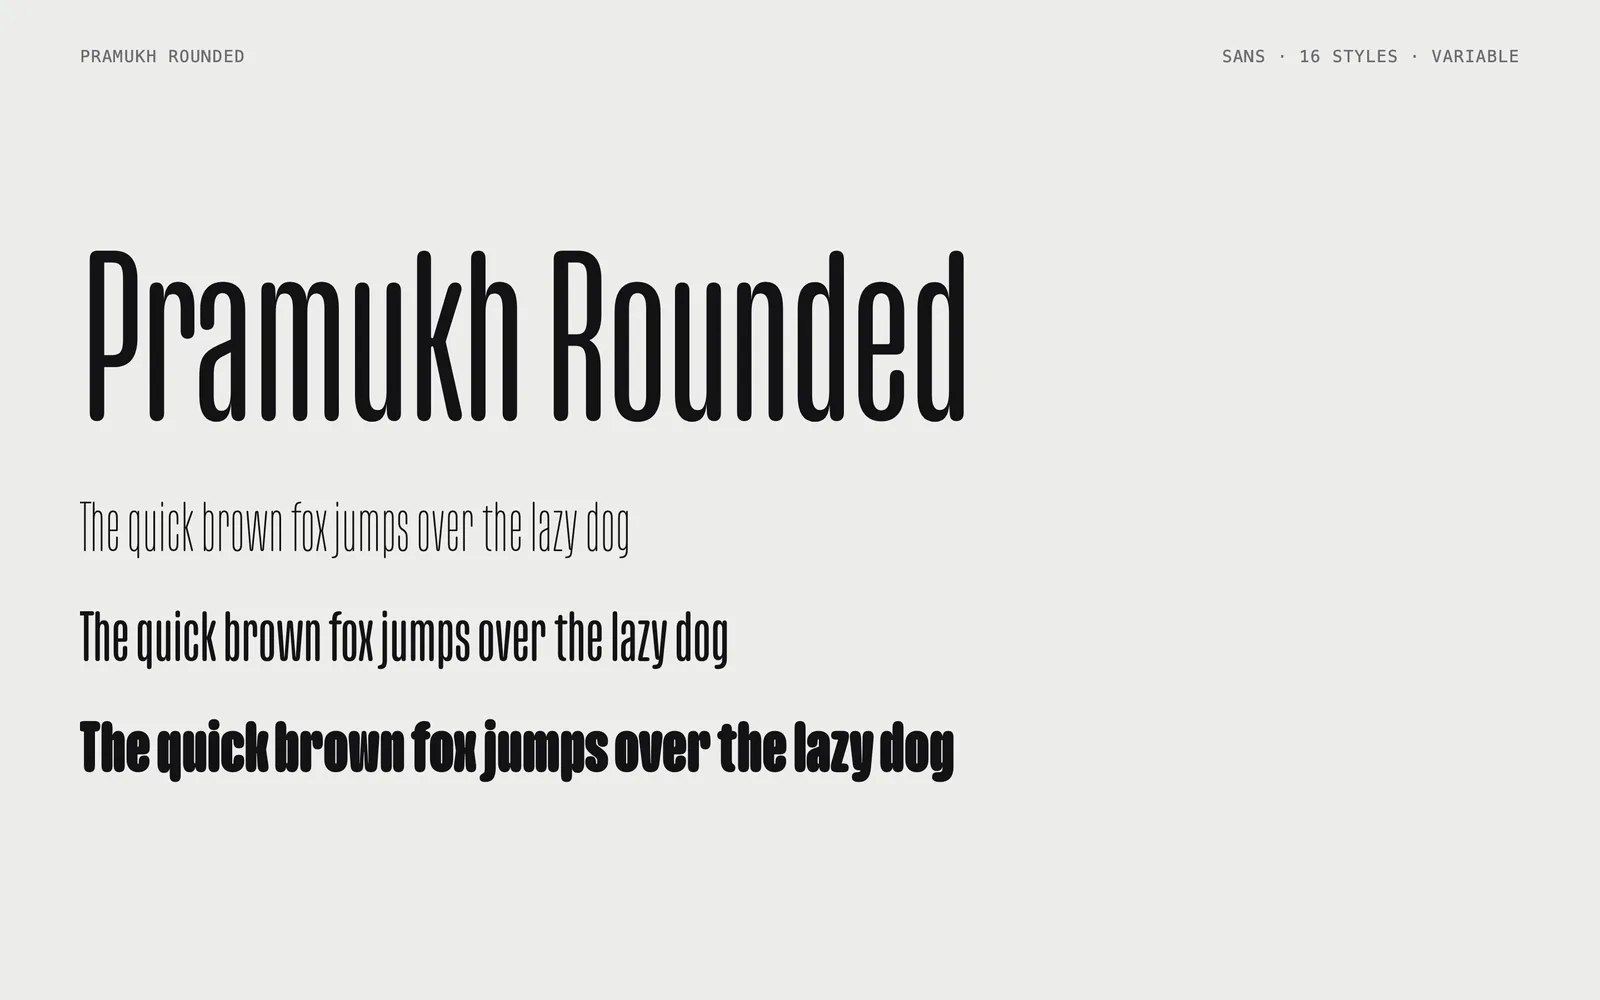 PRAMUKH ROUNDED
SANS · 16 STYLES · VARIABLE
Pramukh Rounded
The quick brown fox jumps over the lazy dog
The quick brown fox jumps over the lazy dog
The quick brown fox jumps over the lazy dog